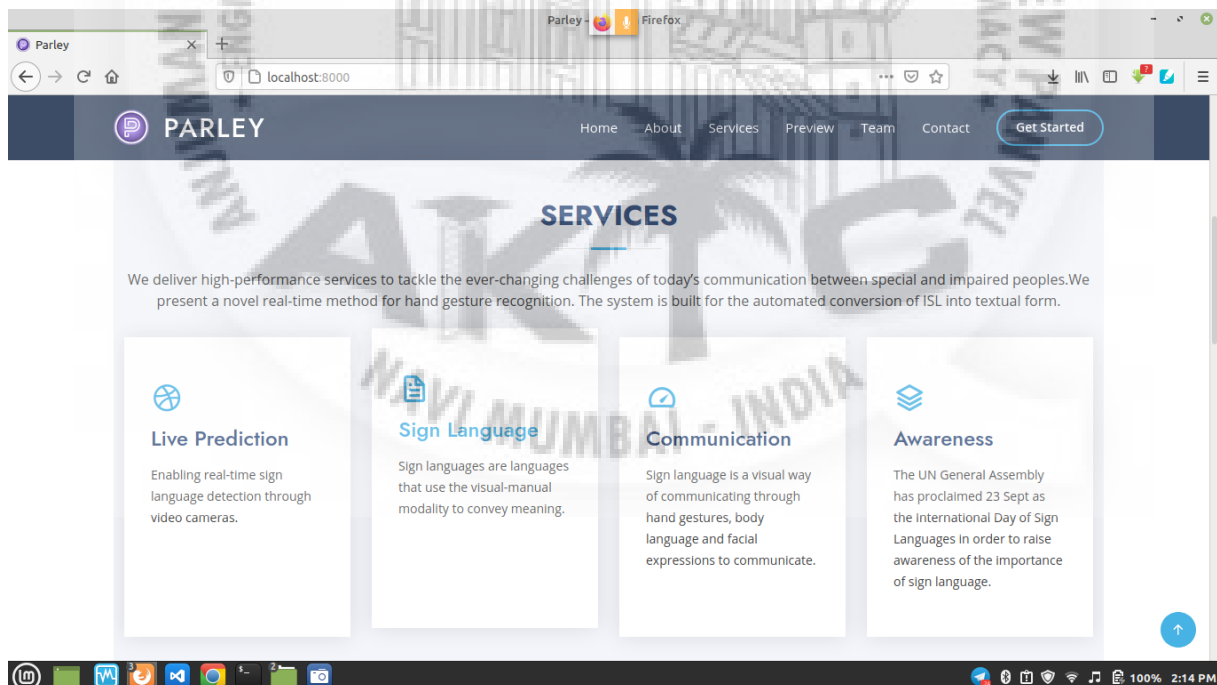 Parley - Firefox
Parley
localhost:8000
PARLEY
Home About Services Preview Team Contact Get Started
SERVICES
We deliver high-performance services to tackle the ever-changing challenges of today's communication between special and impaired peoples.We
present a novel real-time method for hand gesture recognition. The system is built for the automated conversion of ISL into textual form.
Live Prediction
Enabling real-time sign
language detection through
video cameras.
Sign Language
Sign languages are languages
that use the visual-manual
modality to convey meaning.
Communication
Sign language is a visual way
of communicating through
hand gestures, body
language and facial
expressions to communicate.
Awareness
The UN General Assembly
has proclaimed 23 Sept as
the International Day of Sign
Languages in order to raise
awareness of the importance
of sign language.
AKTC
NAVI MUMBAI - INDIA
3
2
100% 2:14 PM